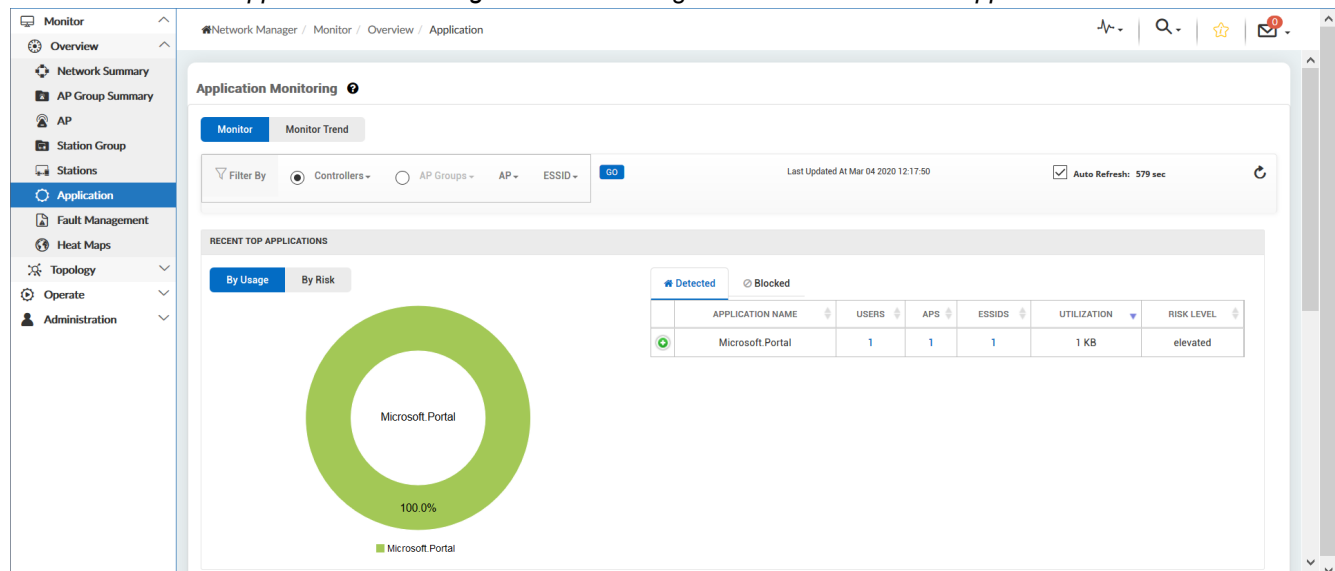 Monitor
Overview
Network Summary
AP Group Summary
AP
Station Group
Stations
Application
Fault Management
Heat Maps
Topology
Operate
Administration
Network Manager / Monitor / Overview / Application
0
Application Monitoring ?
Monitor Monitor Trend
Filter By Controllers AP Groups AP ESSID GO Last Updated At Mar 04 2020 12:17:50 Auto Refresh: 579 sec
RECENT TOP APPLICATIONS
By Usage By Risk
Microsoft.Portal
100.0%
Microsoft.Portal
Detected Blocked
APPLICATION NAME USERS APS ESSIDS UTILIZATION RISK LEVEL
Microsoft.Portal 1 1 1 1 KB elevated